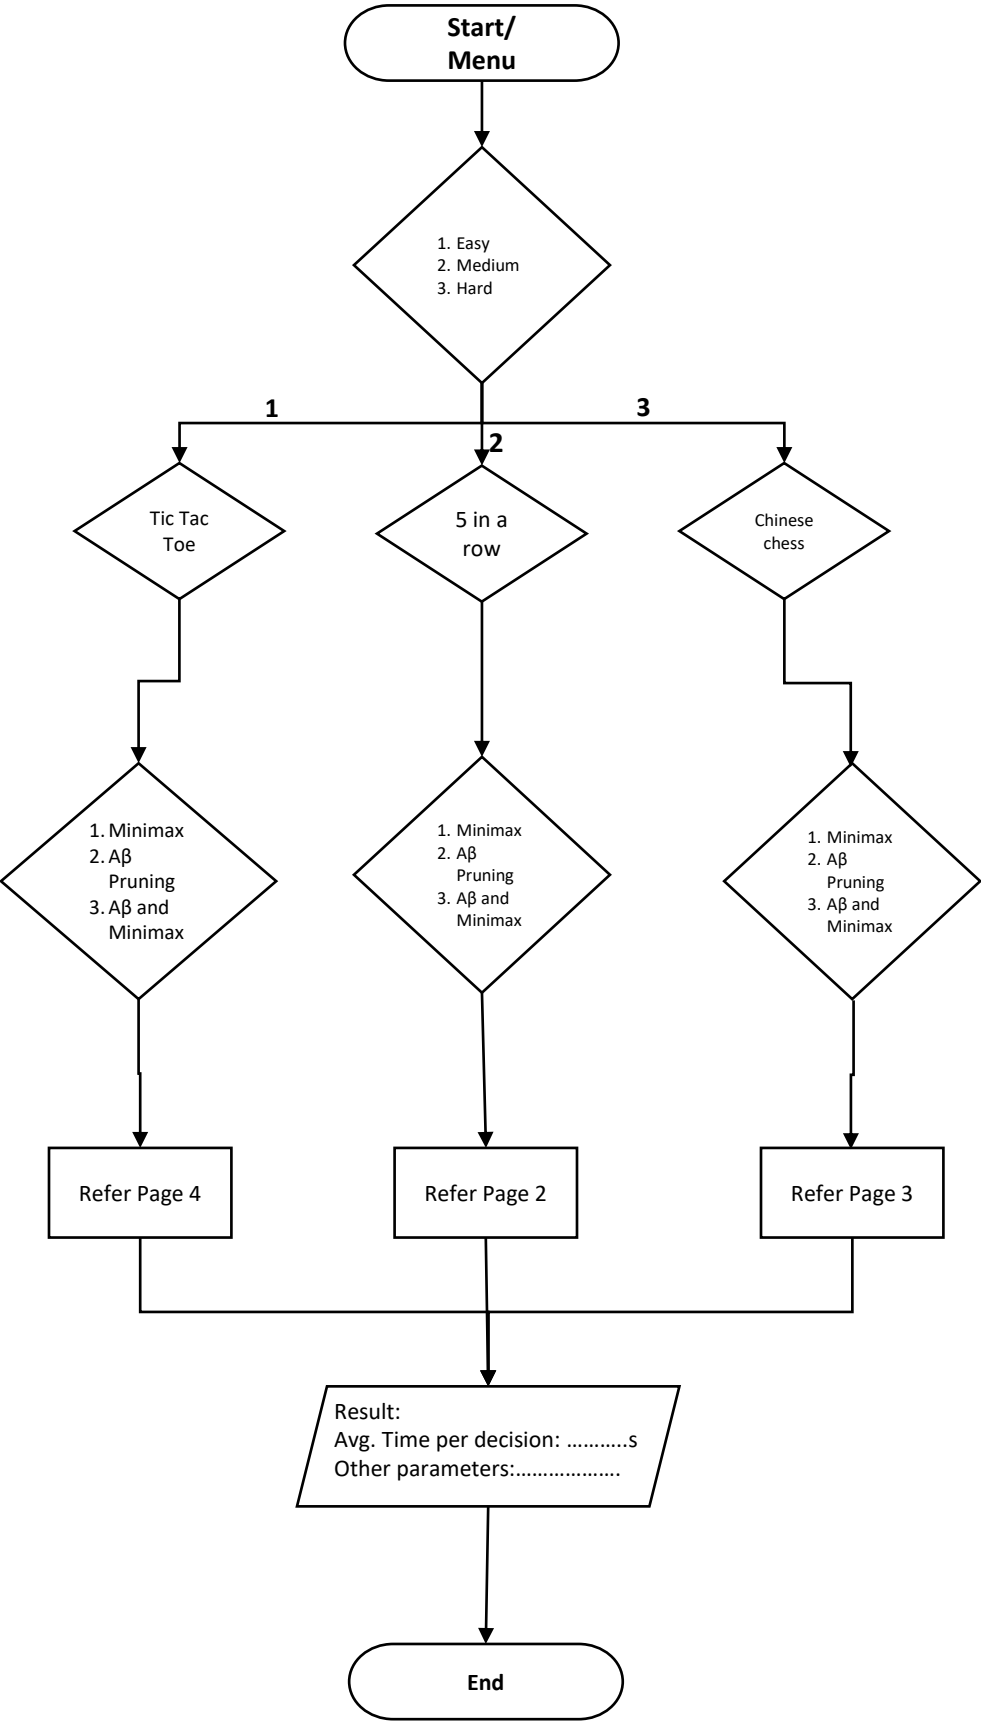 Start/
Menu
1. Easy
2. Medium
3. Hard
1
3
2
Tic Tac
Toe
5 in a
row
Chinese
chess
1. Minimax
2. Aβ
Pruning
3. Aβ and
Minimax
1. Minimax
2. Aβ
Pruning
3. Aβ and
Minimax
1. Minimax
2. Aβ
Pruning
3. Aβ and
Minimax
Refer Page 4
Refer Page 2
Refer Page 3
Result:
Avg. Time per decision: ………..s
Other parameters:……………….
End